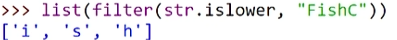 >>> list(filter(str.islower, "FishC"))
['i', 's', 'h']